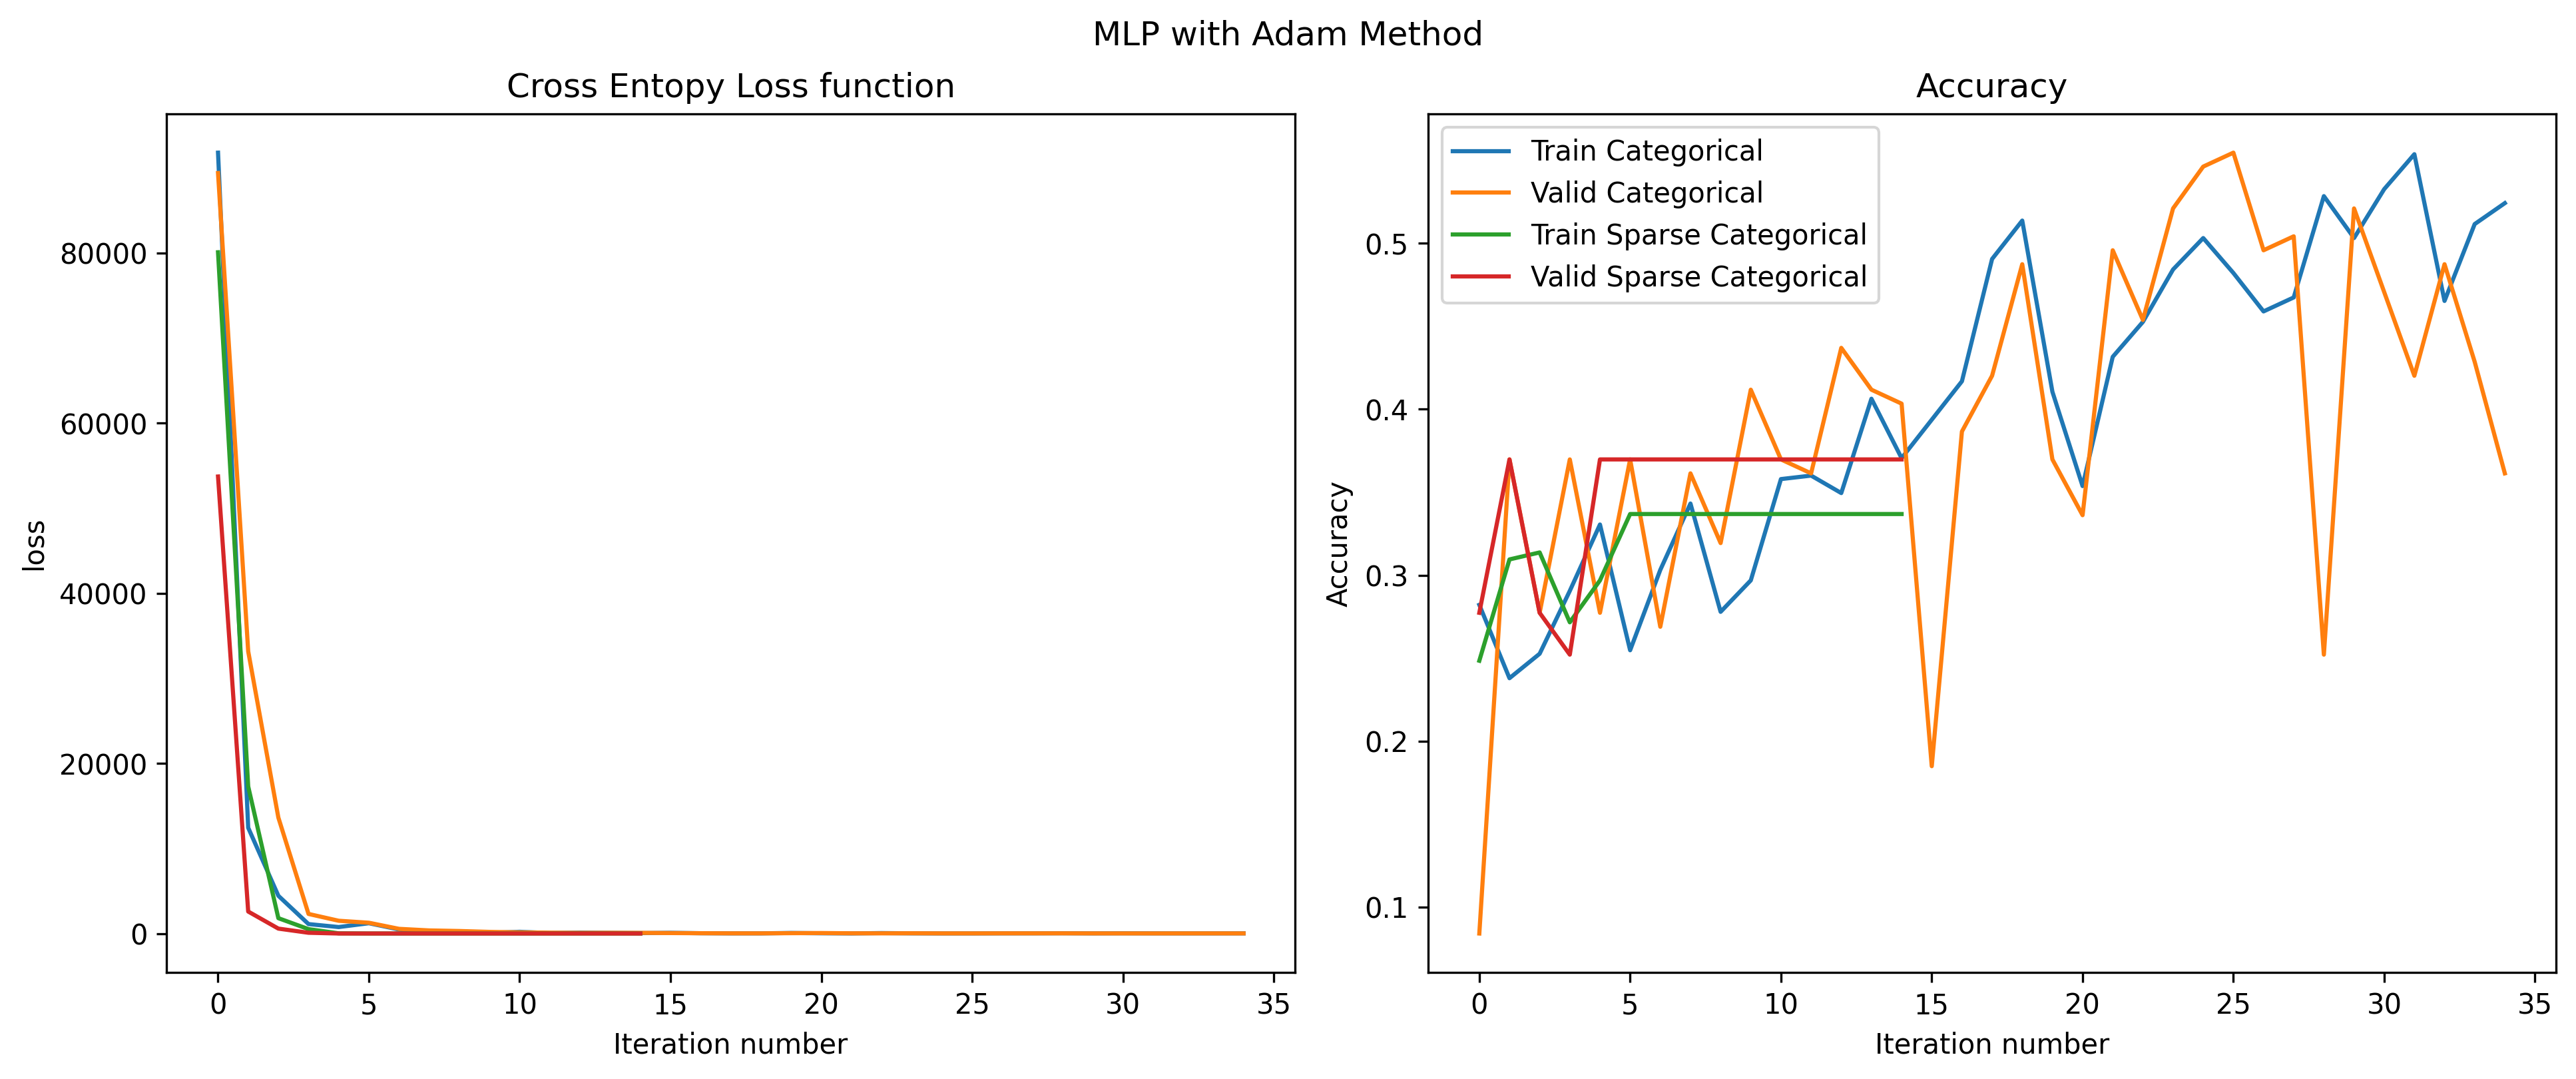 MLP with Adam Method
Cross Entopy Loss function
loss
80000
60000
40000
20000
0
0 5 10 15 20 25 30 35
Iteration number
Accuracy
Train Categorical
Valid Categorical
Train Sparse Categorical
Valid Sparse Categorical
Accuracy
0.5
0.4
0.3
0.2
0.1
0 5 10 15 20 25 30 35
Iteration number